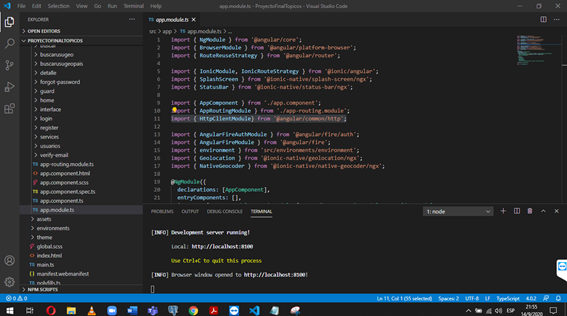 File Edit Selection View Go Run Terminal Help
app.module.ts - ProyectoFinalTopicos - Visual Studio Code
EXPLORER
OPEN EDITORS
PROYECTOFINALTOPICOS
buscar
buscarusugeo
buscarusugeopais
detalle
forgot-password
guard
home
interface
login
register
services
usuarios
verify-email
app-routing.module.ts
app.component.html
app.component.scss
app.component.spec.ts
app.component.ts
app.module.ts
assets
environments
theme
global.scss
index.html
main.ts
manifest.webmanifest
polyfills.ts
NPM SCRIPTS
app.module.ts
src > app > app.module.ts > ...
1 import { NgModule } from '@angular/core';
2 import { BrowserModule } from '@angular/platform-browser';
3 import { RouteReuseStrategy } from '@angular/router';
4
5 import { IonicModule, IonicRouteStrategy } from '@ionic/angular';
6 import { SplashScreen } from '@ionic-native/splash-screen/ngx';
7 import { StatusBar } from '@ionic-native/status-bar/ngx';
8
9 import { AppComponent } from './app.component';
10 import { AppRoutingModule } from './app-routing.module';
11 import { HttpClientModule} from '@angular/common/http';
12
13 import { AngularFireAuthModule } from '@angular/fire/auth';
14 import { AngularFireModule } from '@angular/fire';
15 import { environment } from 'src/environments/environment';
16 import { Geolocation } from '@ionic-native/geolocation/ngx';
17 import { NativeGeocoder } from '@ionic-native/native-geocoder/ngx';
18
19 @NgModule({
20 declarations: [AppComponent],
21 entryComponents: [],
PROBLEMS OUTPUT DEBUG CONSOLE TERMINAL
1: node
[INFO] Development server running!
Local: http://localhost:8100
Use Ctrl+C to quit this process
[INFO] Browser window opened to http://localhost:8100!
0 0
Ln 11, Col 1 (55 selected) Spaces: 2 UTF-8 LF TypeScript 4.0.2
ESP
21:55
16/9/2020